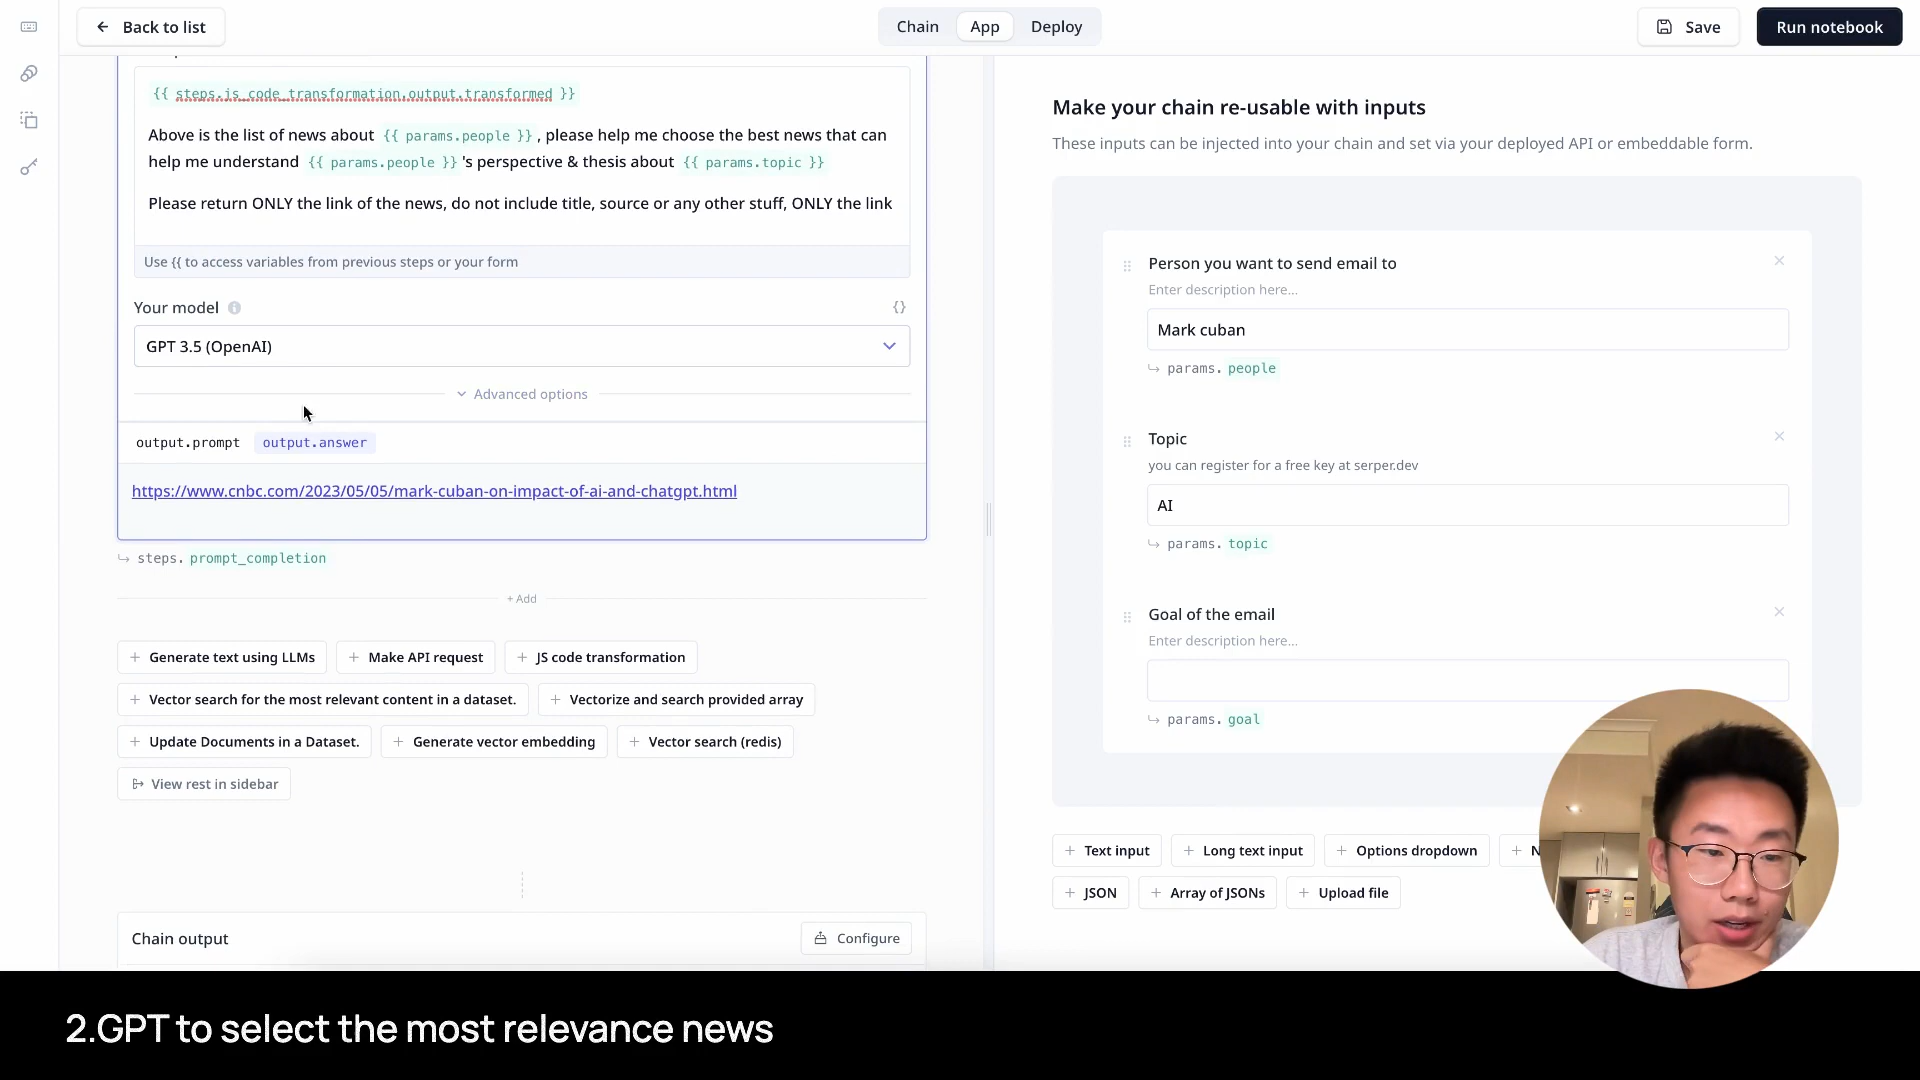 Back to list
Chain
App
Deploy
Save
Run notebook
{{ steps.js_code_transformation.output.transformed }}
Above is the list of news about {{ params.people }}, please help me choose the best news that can
help me understand {{ params.people }}'s perspective & thesis about {{ params.topic }}
Please return ONLY the link of the news, do not include title, source or any other stuff, ONLY the link
Use {{ to access variables from previous steps or your form
Your model
{}
GPT 3.5 (OpenAI)
Advanced options
output.prompt output.answer
https://www.cnbc.com/2023/05/05/mark-cuban-on-impact-of-ai-and-chatgpt.html
steps. prompt_completion
+ Add
+ Generate text using LLMs
+ Make API request
+ JS code transformation
+ Vector search for the most relevant content in a dataset.
+ Vectorize and search provided array
+ Update Documents in a Dataset.
+ Generate vector embedding
+ Vector search (redis)
View rest in sidebar
Chain output
Configure
Make your chain re-usable with inputs
These inputs can be injected into your chain and set via your deployed API or embeddable form.
Person you want to send email to
Enter description here...
Mark cuban
params. people
Topic
you can register for a free key at serper.dev
AI
params. topic
Goal of the email
Enter description here...
params. goal
+ Text input
+ Long text input
+ Options dropdown
+ JSON
+ Array of JSONs
+ Upload file
2.GPT to select the most relevance news